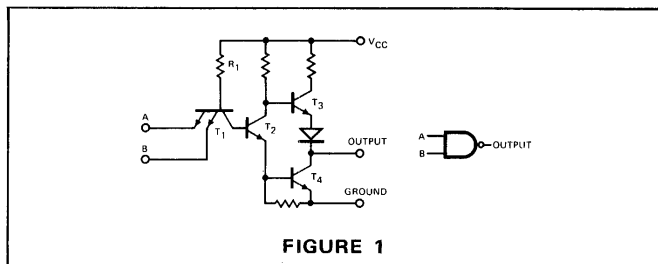 V_CC
R_1
T_3
A
T_1
T_2
OUTPUT
B
T_4
GROUND
A
B
OUTPUT
FIGURE 1